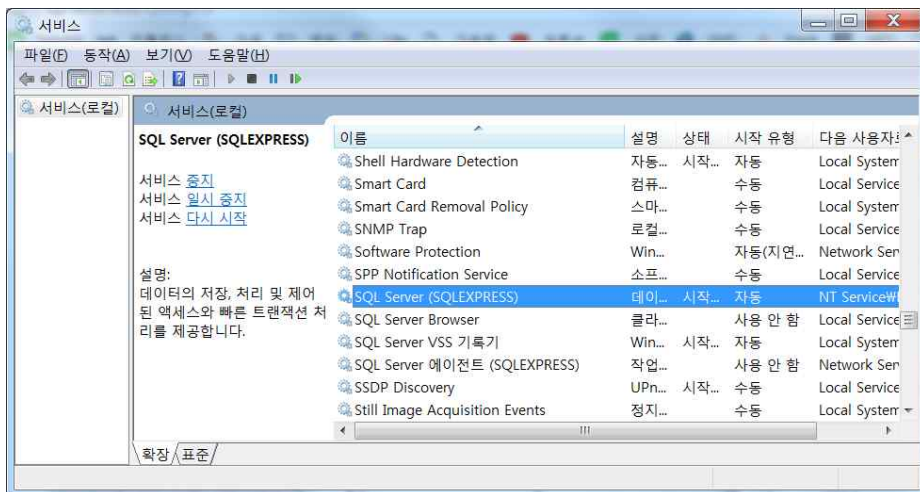 서비스
파일(F) 동작(A) 보기(V) 도움말(H)
서비스(로컬)
서비스(로컬)
SQL Server (SQLEXPRESS)
서비스 중지
서비스 일시 중지
서비스 다시 시작
설명:
데이터의 저장, 처리 및 제어
된 액세스와 빠른 트랜잭션 처
리를 제공합니다.
이름 설명 상태 시작 유형 다음 사용자로
Shell Hardware Detection 자동... 시작... 자동 Local System
Smart Card 컴퓨... 수동 Local Service
Smart Card Removal Policy 스마... 수동 Local System
SNMP Trap 로컬... 수동 Local Service
Software Protection Win... 자동(지연... Network Ser
SPP Notification Service 소프... 수동 Local Service
SQL Server (SQLEXPRESS) 데이... 시작... 자동 NT Service₩
SQL Server Browser 클라... 사용 안 함 Local Service
SQL Server VSS 기록기 Win... 시작... 자동 Local System
SQL Server 에이전트 (SQLEXPRESS) 작업... 사용 안 함 Network Ser
SSDP Discovery UPn... 시작... 수동 Local Service
Still Image Acquisition Events 정지... 수동 Local System
확장 표준